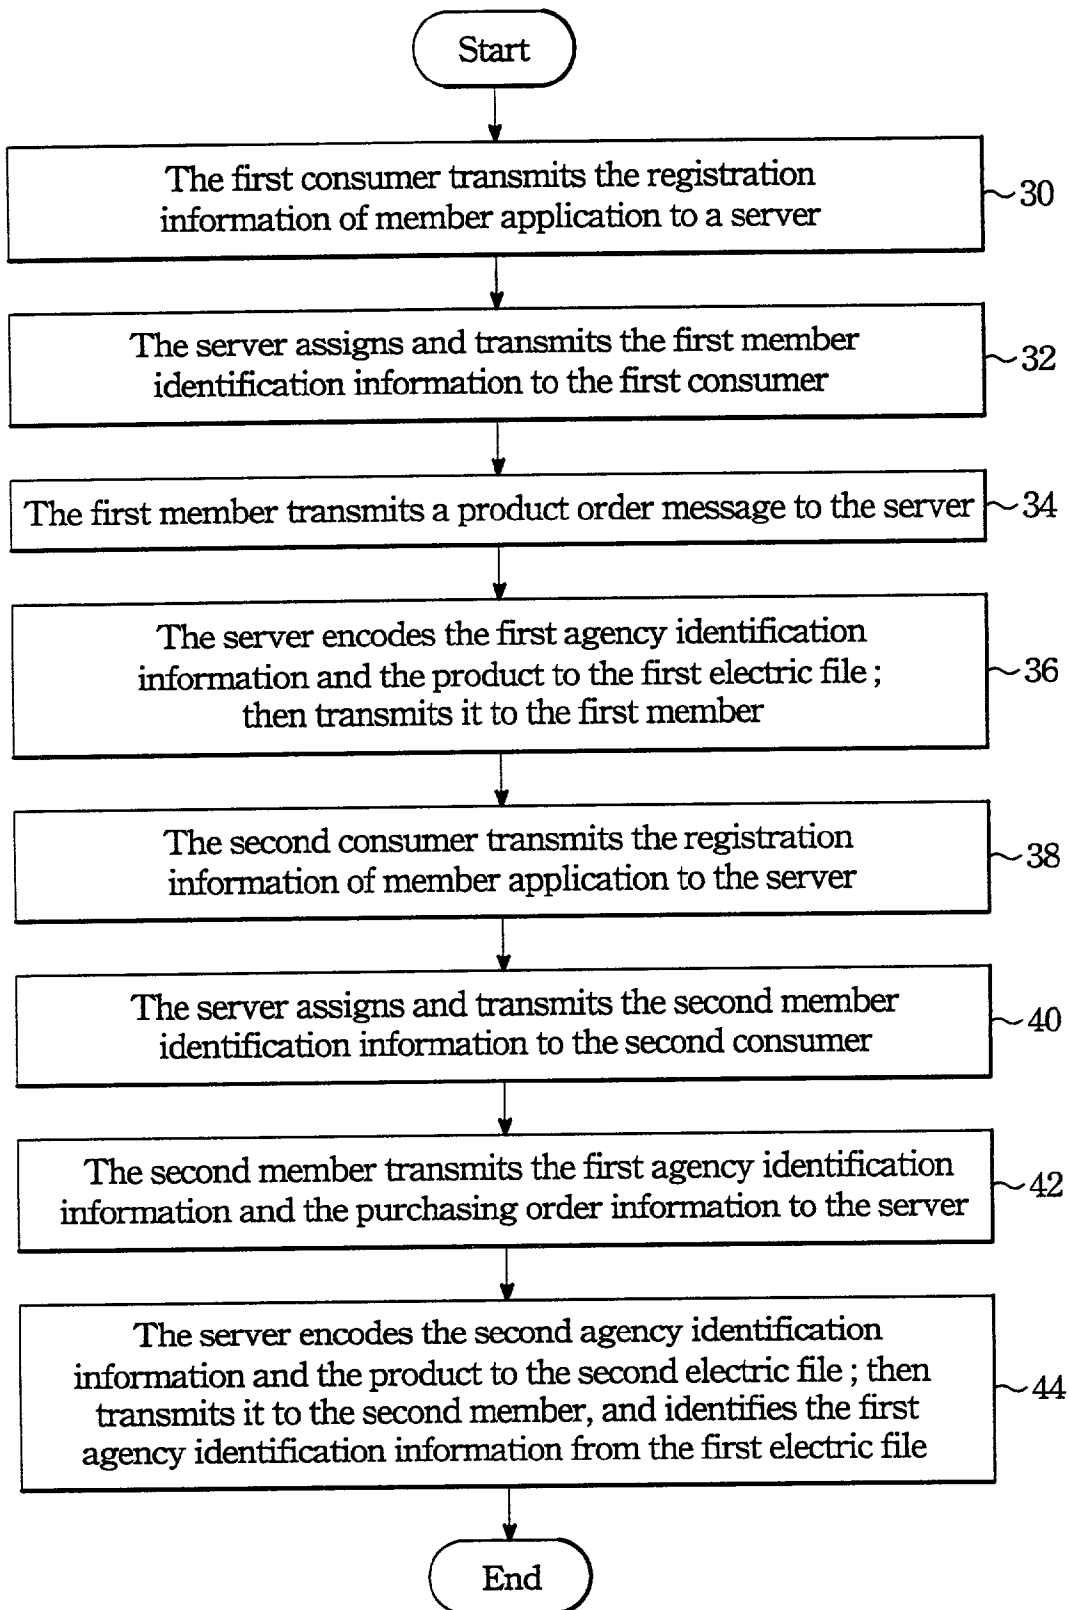 Start
The first consumer transmits the registration
information of member application to a server
30
The server assigns and transmits the first member
identification information to the first consumer
32
The first member transmits a product order message to the server
34
The server encodes the first agency identification
information and the product to the first electric file ;
then transmits it to the first member
36
The second consumer transmits the registration
information of member application to the server
38
The server assigns and transmits the second member
identification information to the second consumer
40
The second member transmits the first agency identification
information and the purchasing order information to the server
42
The server encodes the second agency identification
information and the product to the second electric file ; then
transmits it to the second member, and identifies the first
agency identification information from the first electric file
44
End